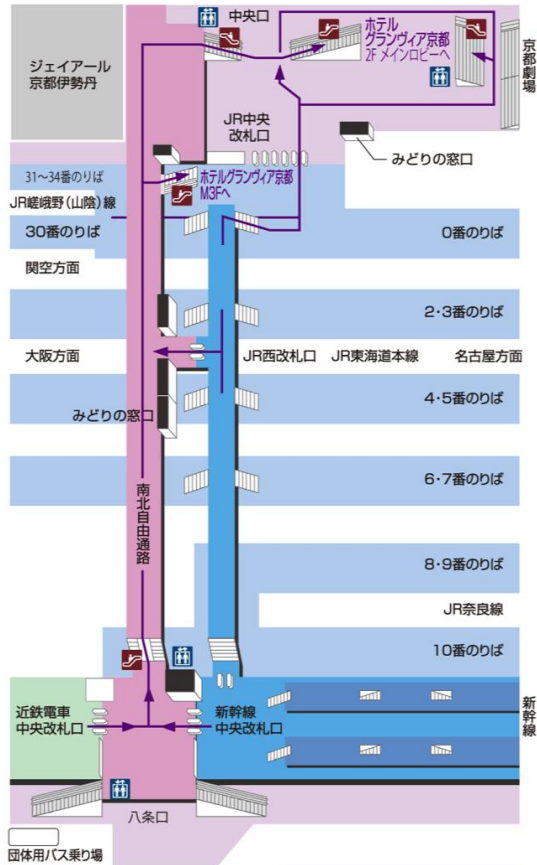 中央口
ホテル
グランヴィア京都
2F メインロビーへ
ジェイアール
京都伊勢丹
京都劇場
JR中央
改札口
みどりの窓口
31〜34番のりば
ホテルグランヴィア京都
M3Fへ
JR嵯峨野(山陰)線
30番のりば
0番のりば
関空方面
2・3番のりば
大阪方面
JR西改札口
JR東海道本線
名古屋方面
4・5番のりば
みどりの窓口
6・7番のりば
南北自由通路
8・9番のりば
JR奈良線
10番のりば
近鉄電車
中央改札口
新幹線
中央改札口
新幹線
八条口
団体用バス乗り場